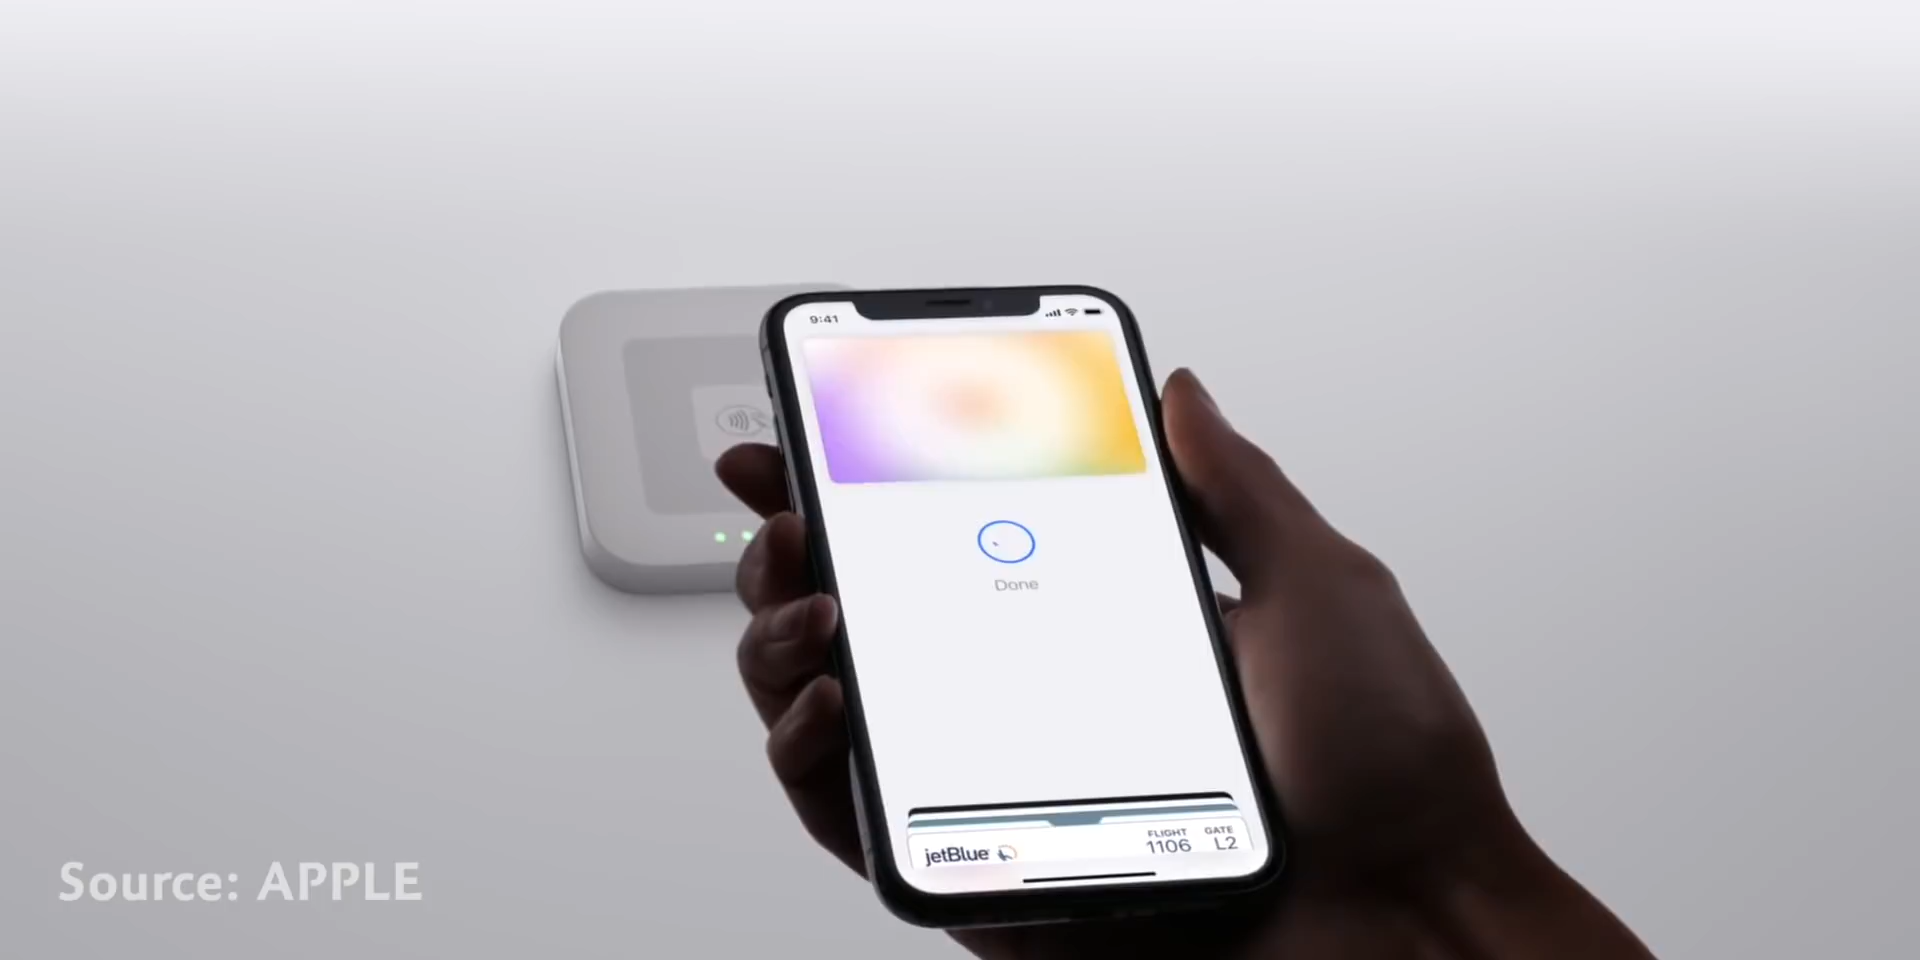 9:41
Done
jetBlue
FLIGHT GATE
1106 L2
Source: APPLE